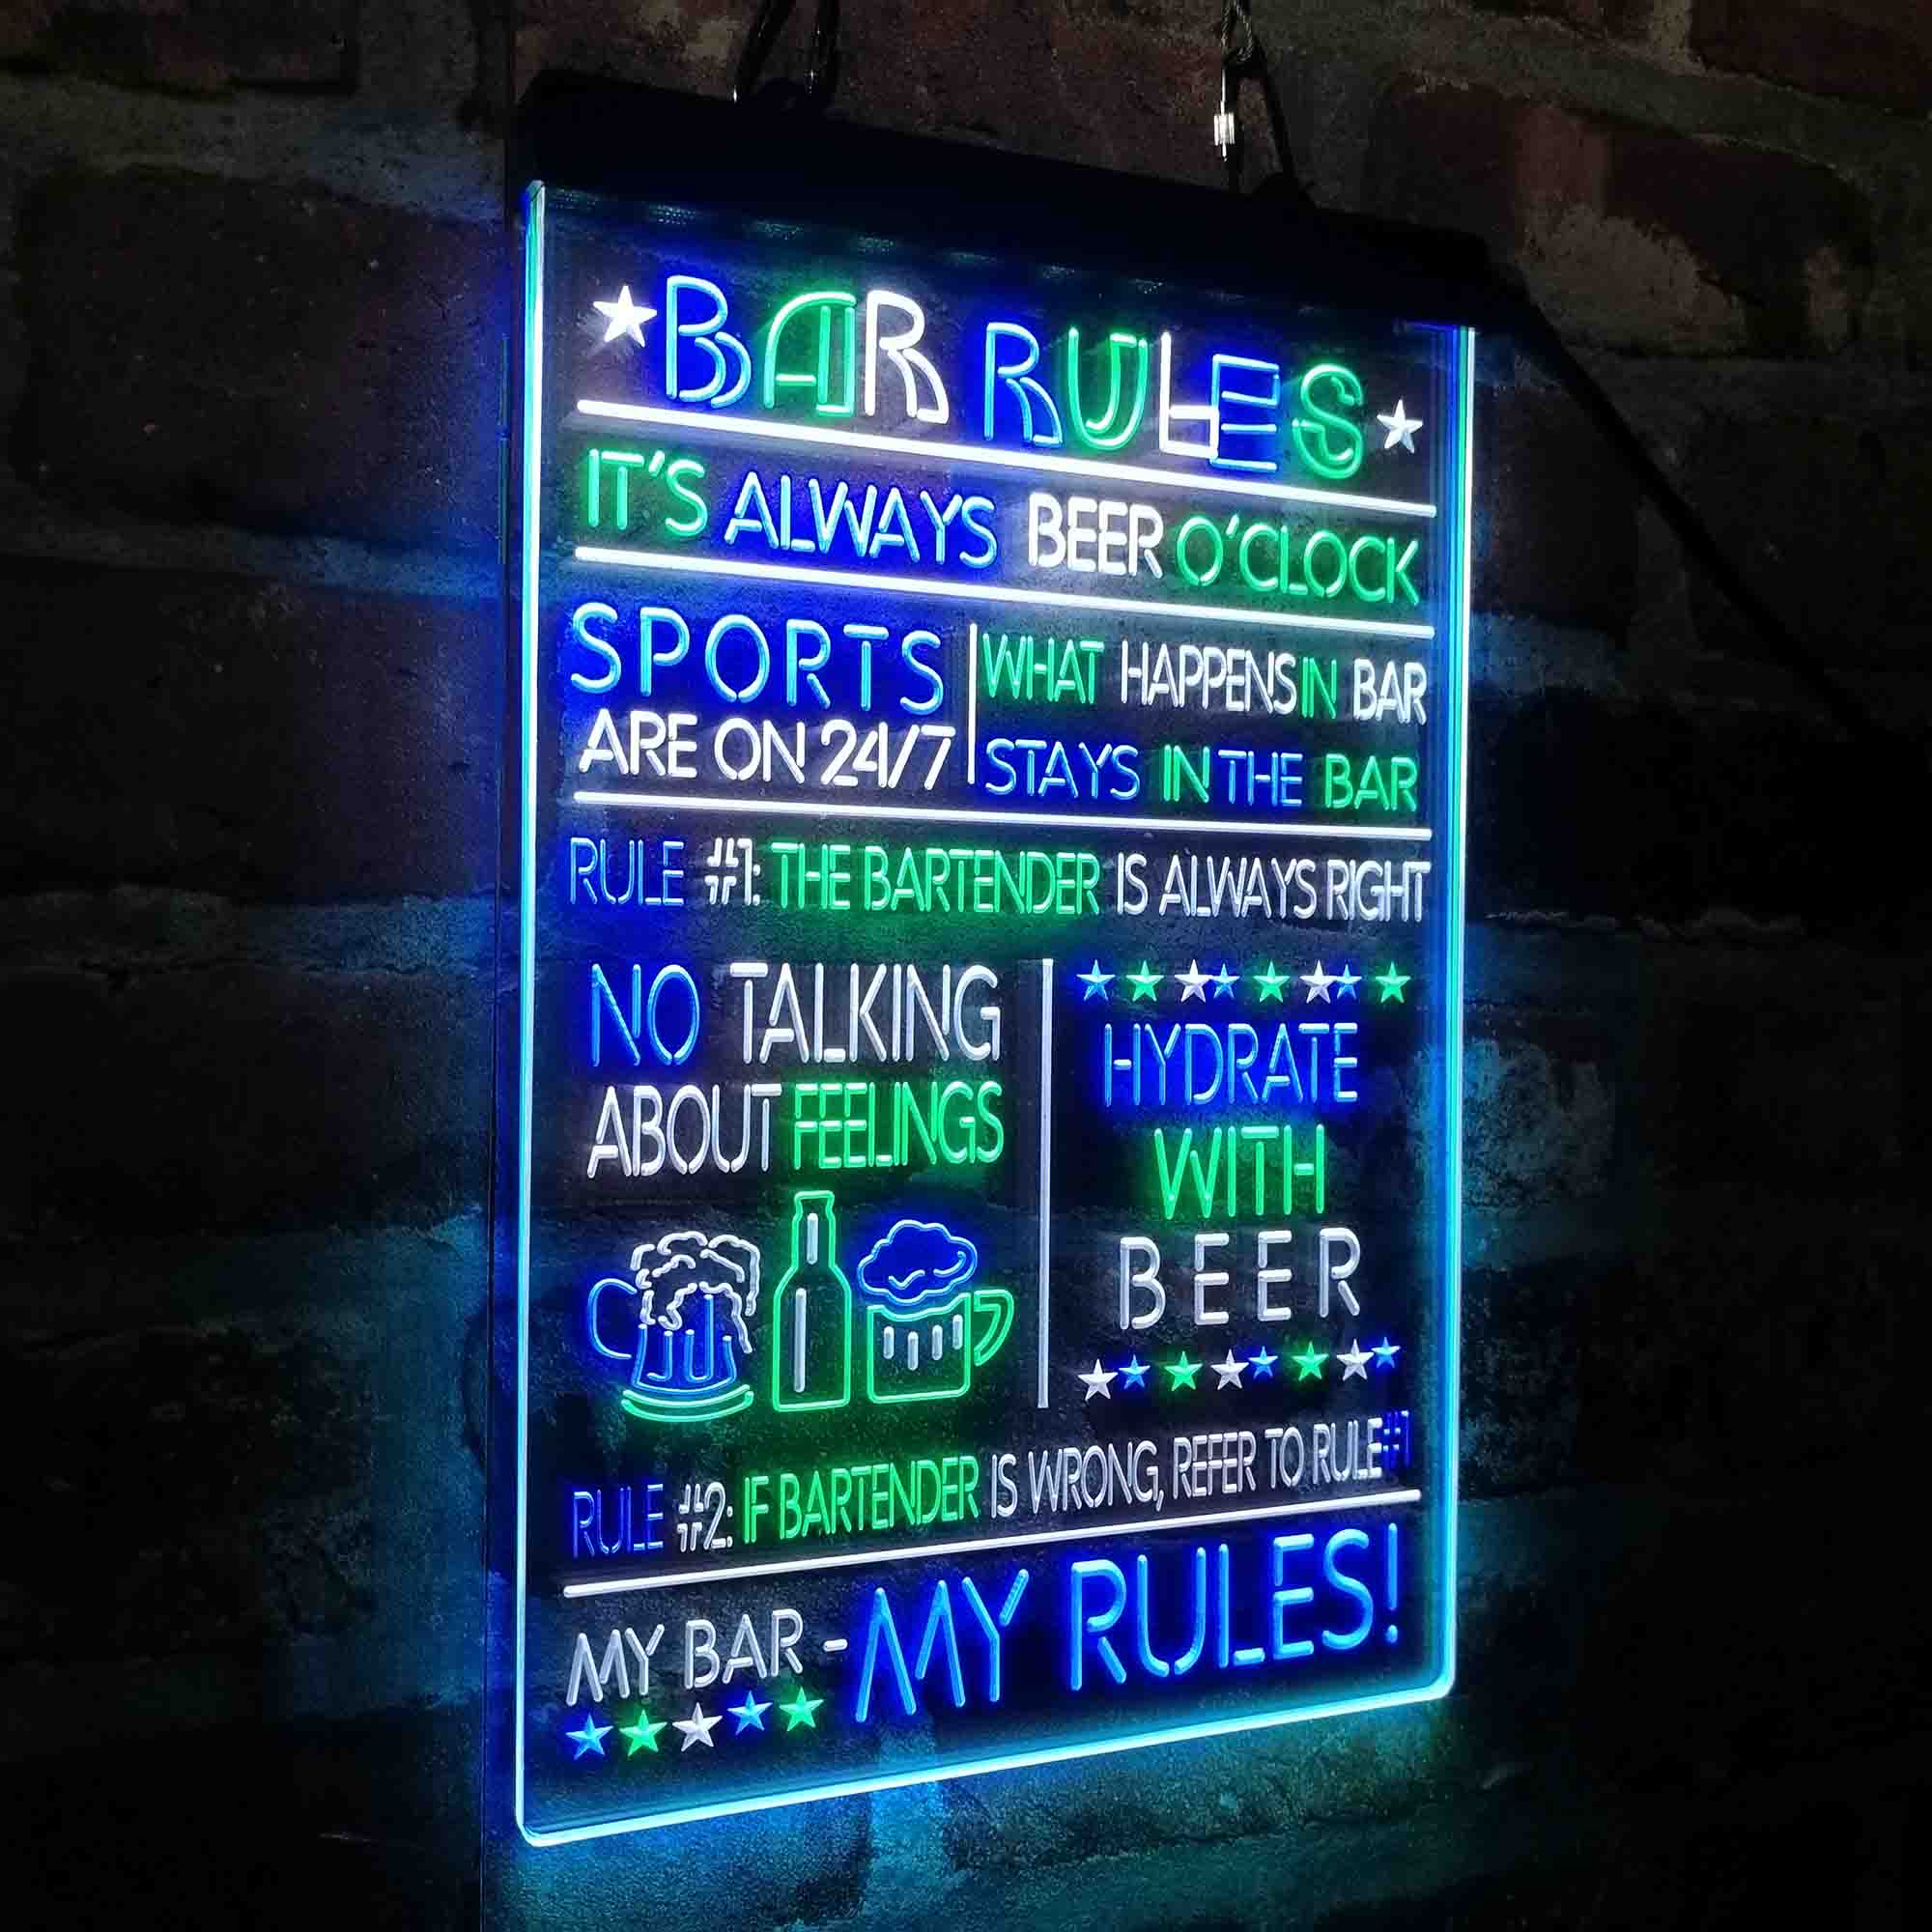 BAR RULES
IT'S ALWAYS BEER O'CLOCK
SPORTS
ARE ON 24/7
WHAT HAPPENS IN BAR
STAYS IN THE BAR
RULE #1: THE BARTENDER IS ALWAYS RIGHT
NO TALKING
ABOUT FEELINGS
HYDRATE
WITH
BEER
RULE #2: IF BARTENDER IS WRONG, REFER TO RULE #1
MY BAR - MY RULES!